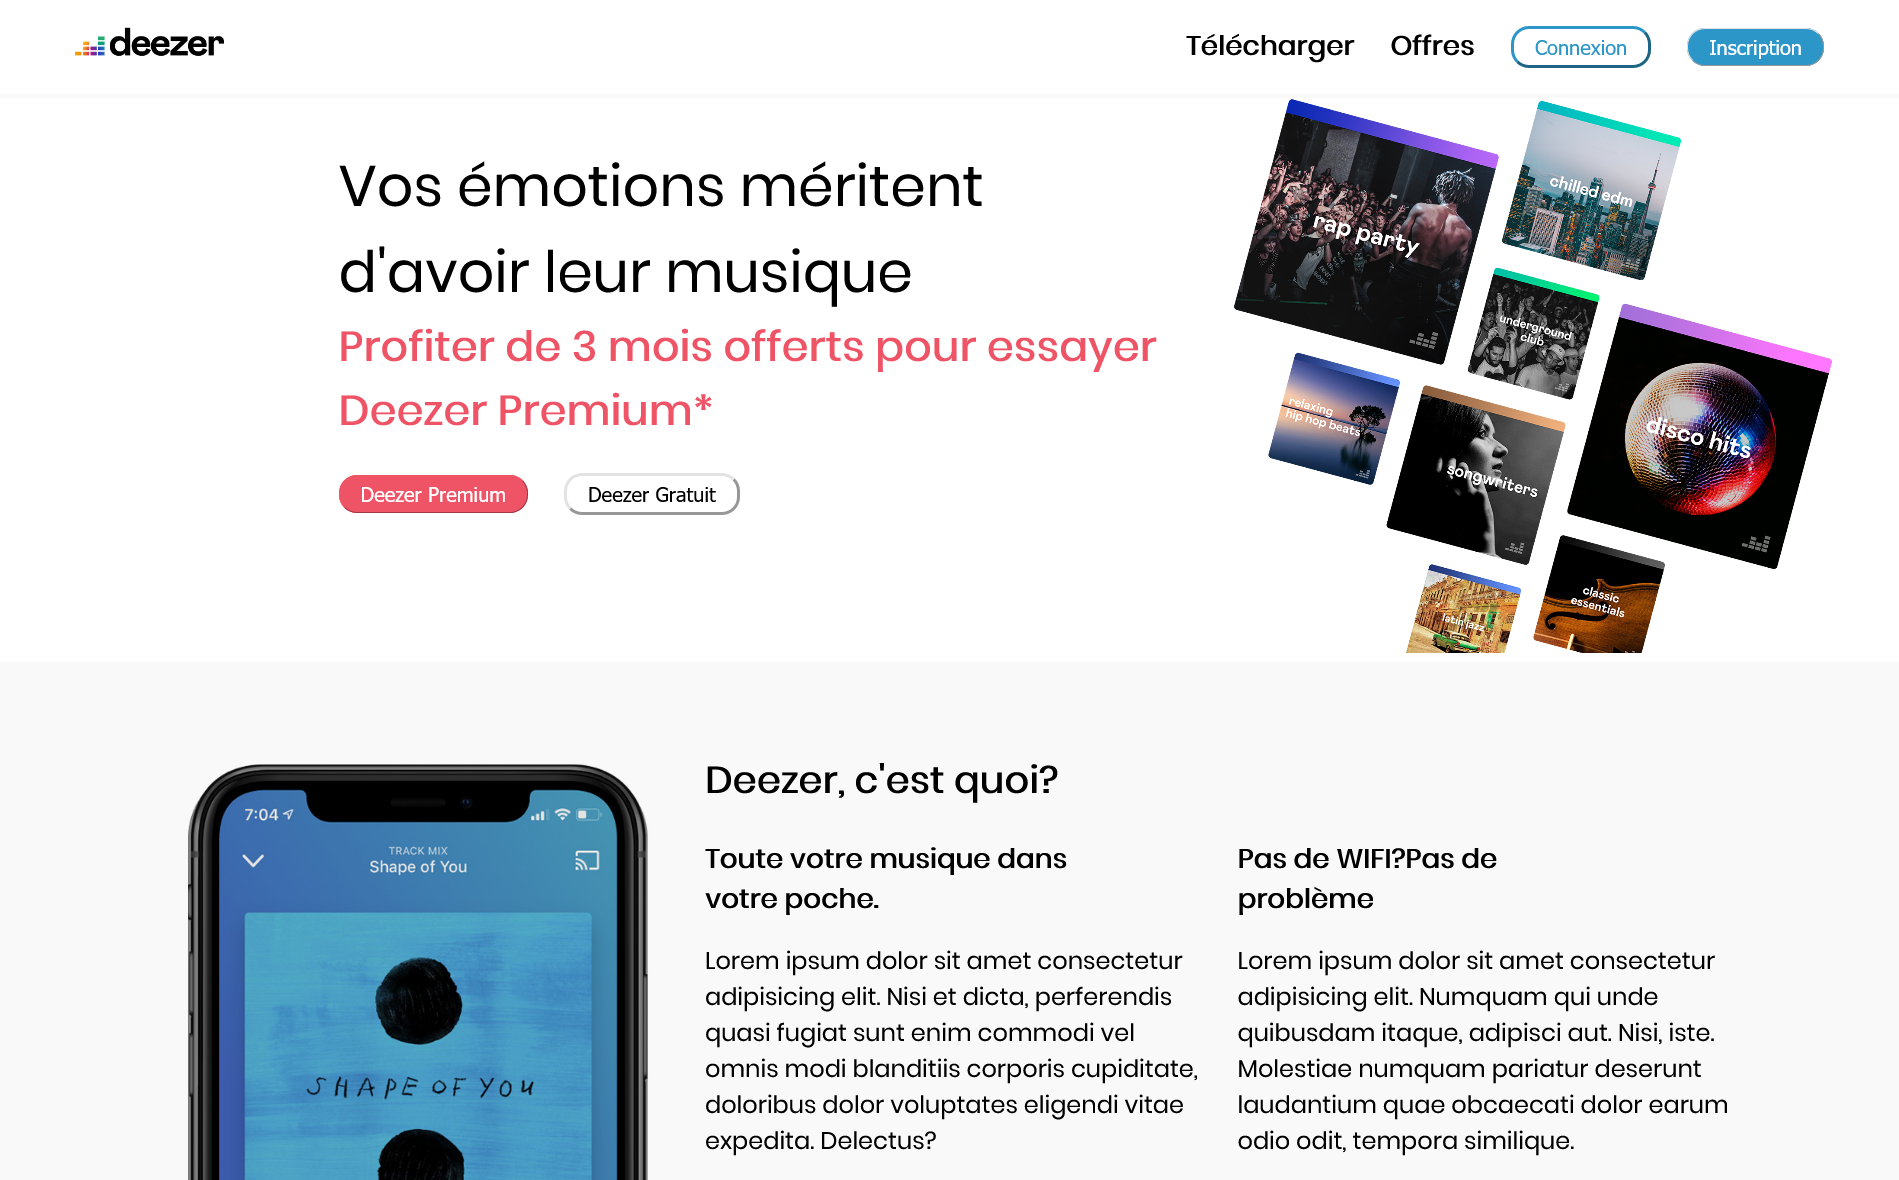 deezer
Télécharger
Offres
Connexion
Inscription
Vos émotions méritent
d'avoir leur musique
Profiter de 3 mois offerts pour essayer
Deezer Premium*
Deezer Premium
Deezer Gratuit
rap party
chilled edm
underground
club
relaxing
hip hop beats
songwriters
disco hits
latin jazz
classic
essentials
7:04
TRACK MIX
Shape of You
SHAPE OF YOU
Deezer, c'est quoi?
Toute votre musique dans
votre poche.
Lorem ipsum dolor sit amet consectetur
adipisicing elit. Nisi et dicta, perferendis
quasi fugiat sunt enim commodi vel
omnis modi blanditiis corporis cupiditate,
doloribus dolor voluptates eligendi vitae
expedita. Delectus?
Pas de WIFI?Pas de
problème
Lorem ipsum dolor sit amet consectetur
adipisicing elit. Numquam qui unde
quibusdam itaque, adipisci aut. Nisi, iste.
Molestiae numquam pariatur deserunt
laudantium quae obcaecati dolor earum
odio odit, tempora similique.